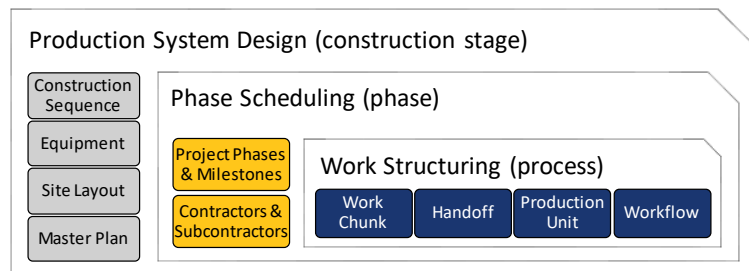 Production System Design (construction stage)
Construction
Sequence
Equipment
Site Layout
Master Plan
Phase Scheduling (phase)
Project Phases
& Milestones
Contractors &
Subcontractors
Work Structuring (process)
Work
Chunk
Handoff
Production
Unit
Workflow